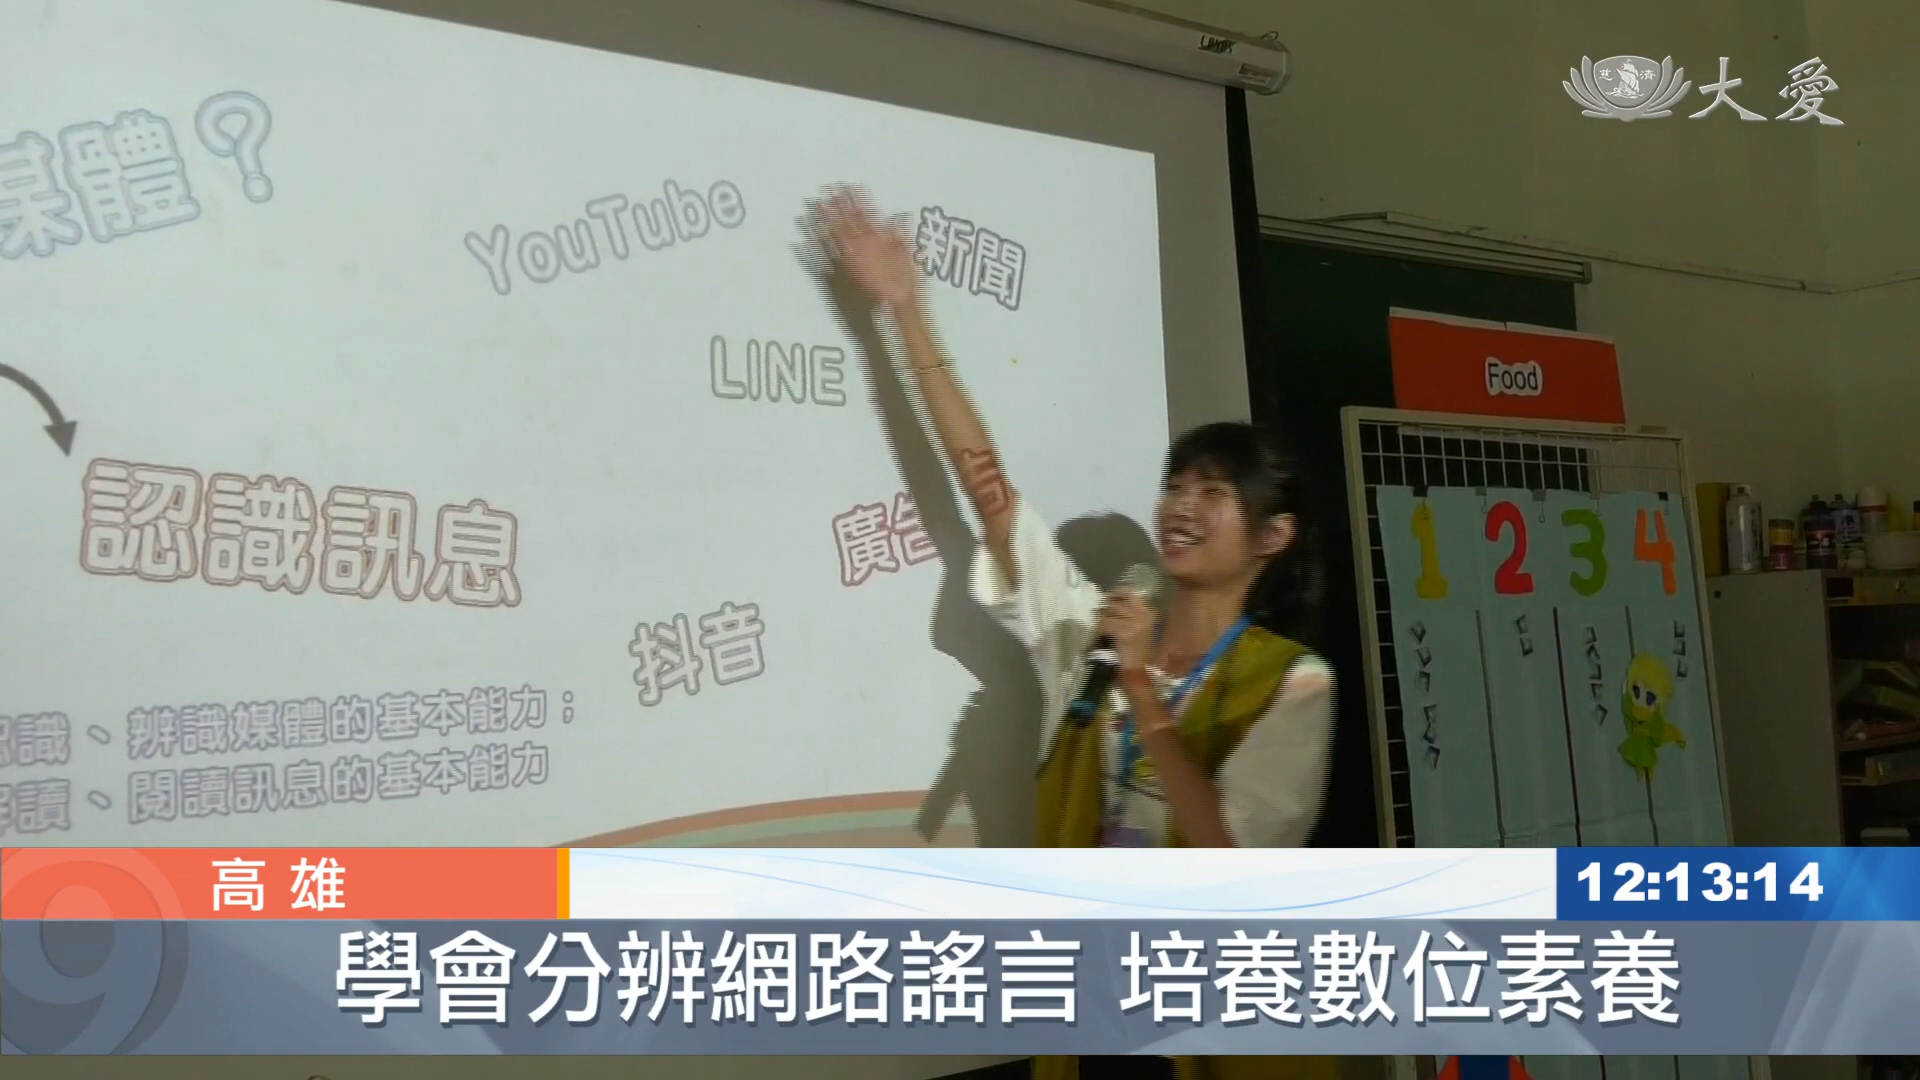 慈濟
大愛
LINKS
媒體？
YouTube
新聞
LINE
Food
認識訊息
廣告
1 2 3 4
抖音
認識、辨識媒體的基本能力；
解讀、閱讀訊息的基本能力
高雄
12:13:14
學會分辨網路謠言 培養數位素養